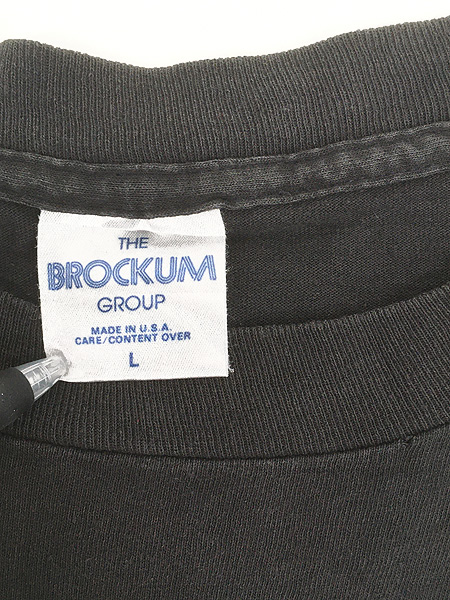 THE
BROCKUM
GROUP
MADE IN U.S.A.
CARE/CONTENT OVER
L